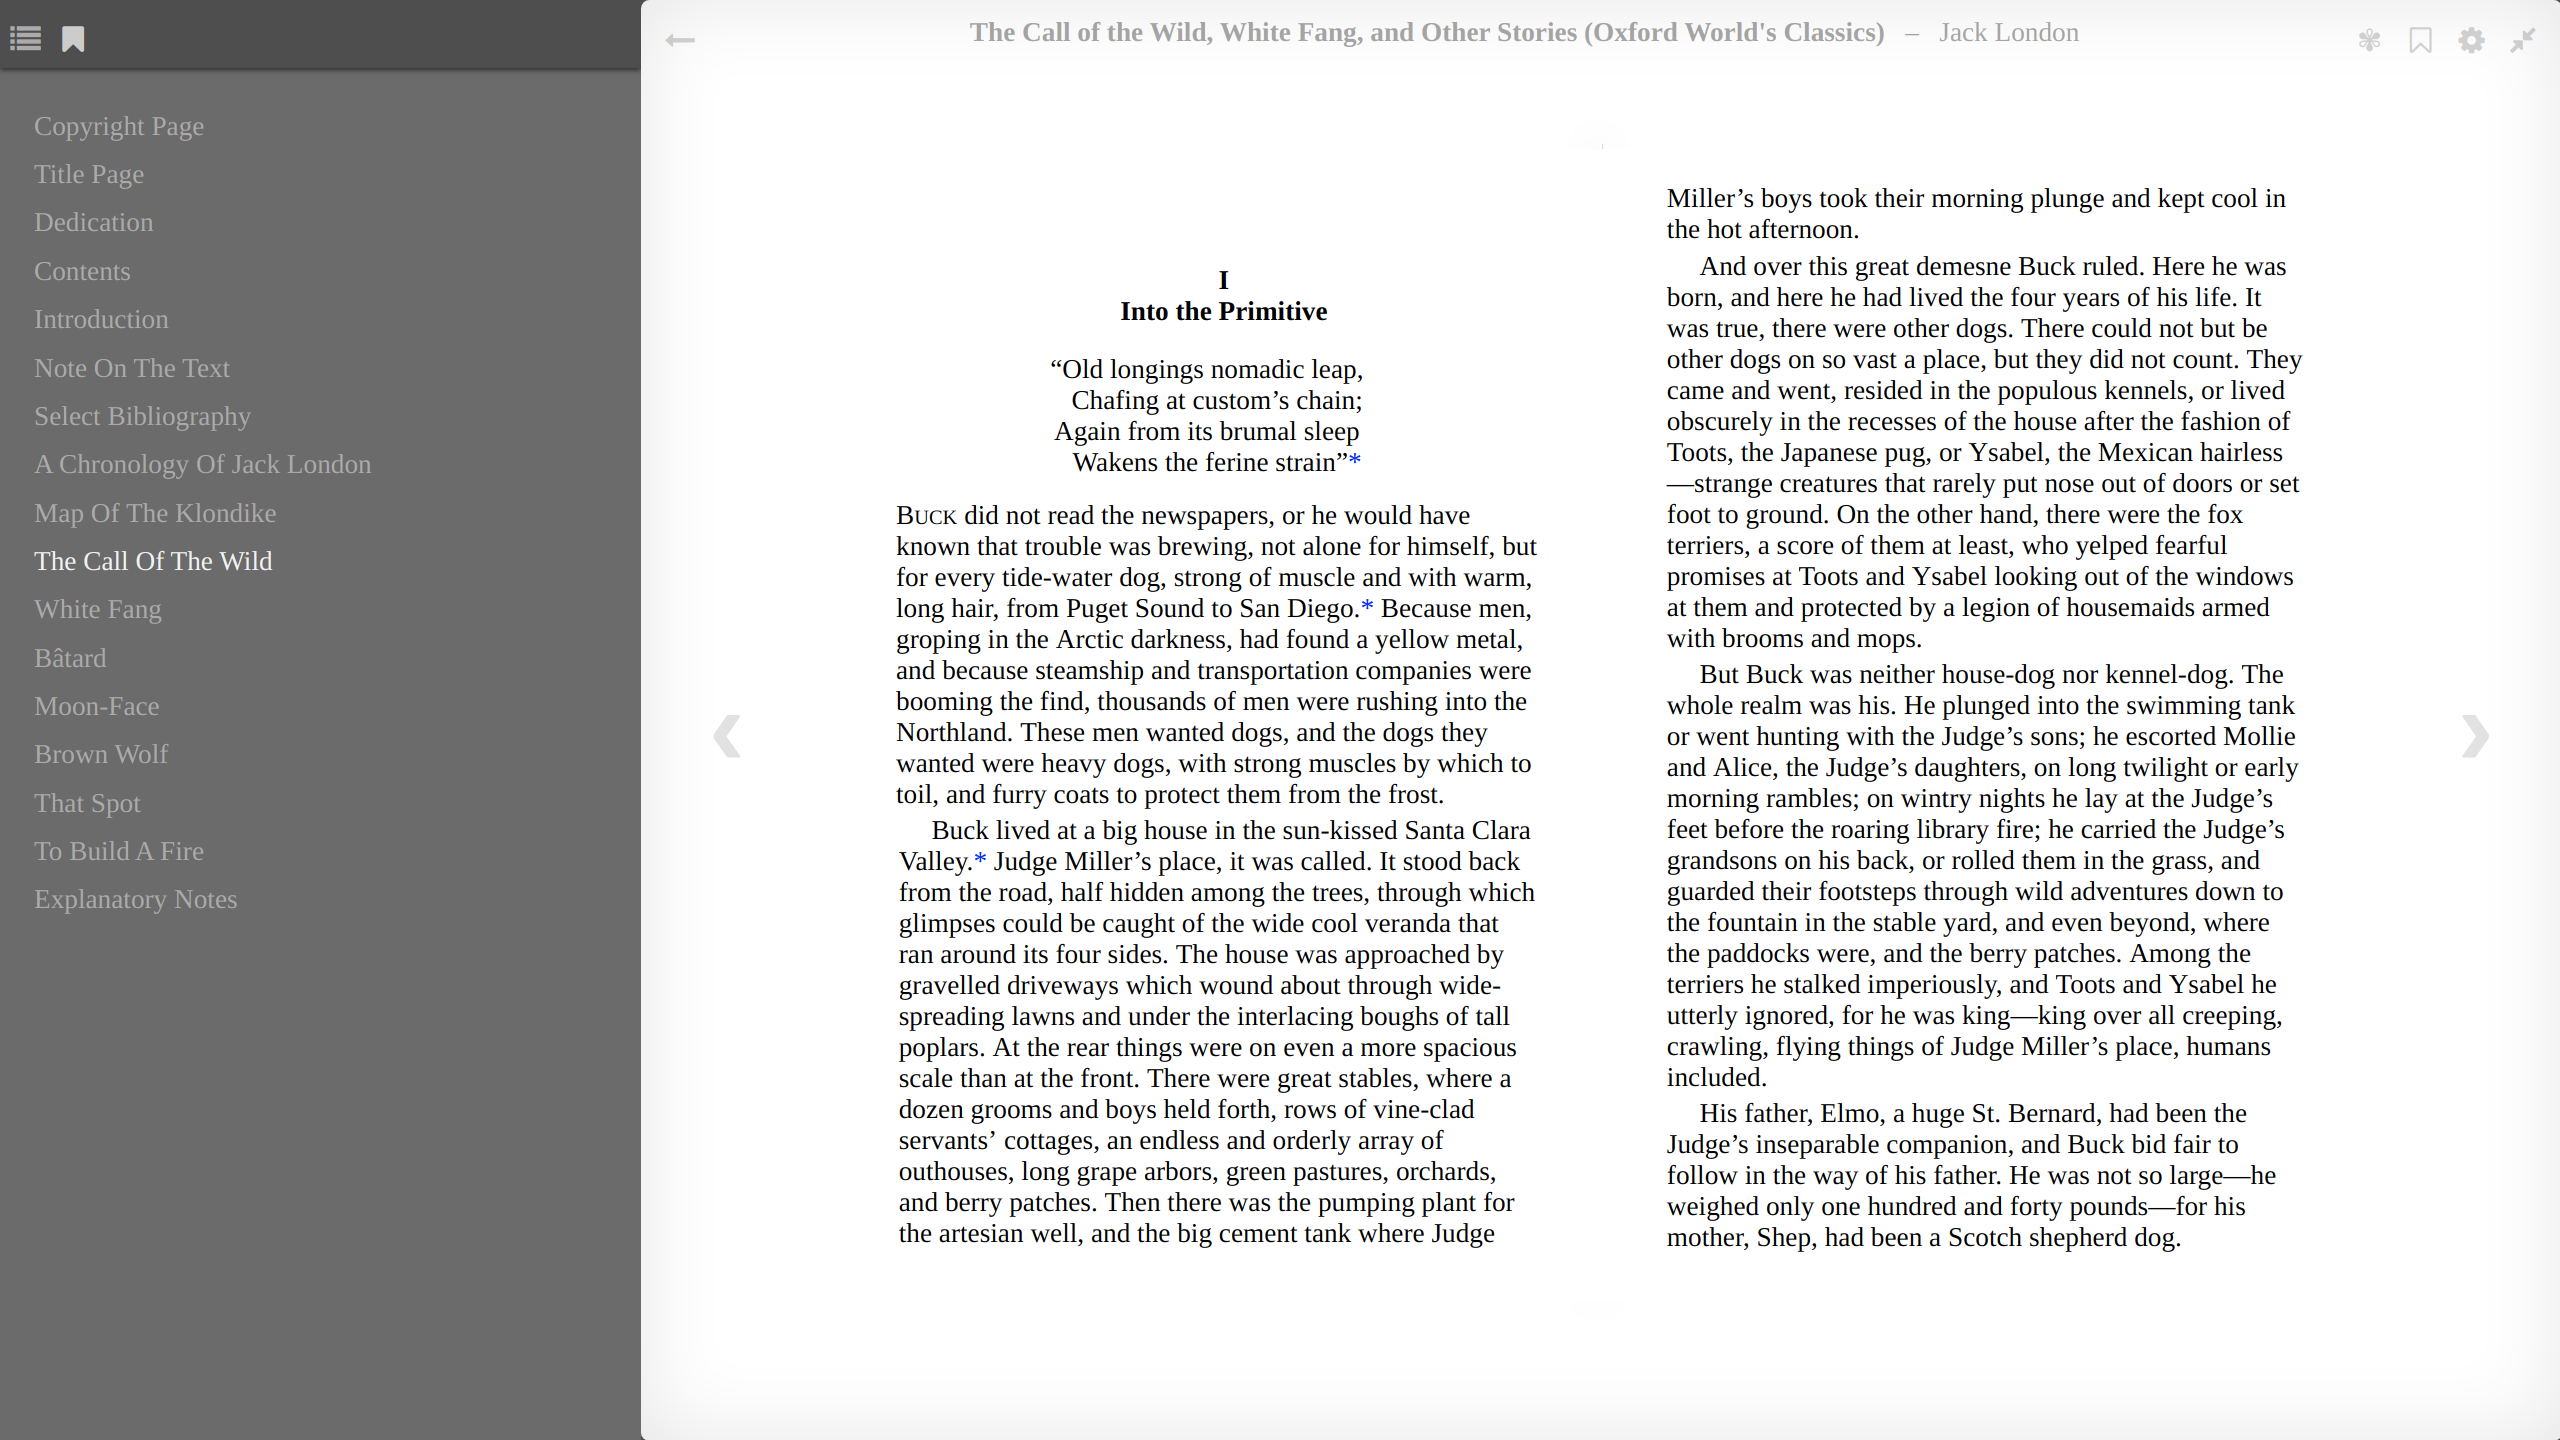 The Call of the Wild, White Fang, and Other Stories (Oxford World's Classics) – Jack London
Copyright Page
Title Page
Dedication
Contents
Introduction
Note On The Text
Select Bibliography
A Chronology Of Jack London
Map Of The Klondike
The Call Of The Wild
White Fang
Bâtard
Moon-Face
Brown Wolf
That Spot
To Build A Fire
Explanatory Notes
I
Into the Primitive
“Old longings nomadic leap,
Chafing at custom’s chain;
Again from its brumal sleep
Wakens the ferine strain”*
BUCK did not read the newspapers, or he would have
known that trouble was brewing, not alone for himself, but
for every tide-water dog, strong of muscle and with warm,
long hair, from Puget Sound to San Diego.* Because men,
groping in the Arctic darkness, had found a yellow metal,
and because steamship and transportation companies were
booming the find, thousands of men were rushing into the
Northland. These men wanted dogs, and the dogs they
wanted were heavy dogs, with strong muscles by which to
toil, and furry coats to protect them from the frost.
Buck lived at a big house in the sun-kissed Santa Clara
Valley.* Judge Miller’s place, it was called. It stood back
from the road, half hidden among the trees, through which
glimpses could be caught of the wide cool veranda that
ran around its four sides. The house was approached by
gravelled driveways which wound about through wide-
spreading lawns and under the interlacing boughs of tall
poplars. At the rear things were on even a more spacious
scale than at the front. There were great stables, where a
dozen grooms and boys held forth, rows of vine-clad
servants’ cottages, an endless and orderly array of
outhouses, long grape arbors, green pastures, orchards,
and berry patches. Then there was the pumping plant for
the artesian well, and the big cement tank where Judge
Miller’s boys took their morning plunge and kept cool in
the hot afternoon.
And over this great demesne Buck ruled. Here he was
born, and here he had lived the four years of his life. It
was true, there were other dogs. There could not but be
other dogs on so vast a place, but they did not count. They
came and went, resided in the populous kennels, or lived
obscurely in the recesses of the house after the fashion of
Toots, the Japanese pug, or Ysabel, the Mexican hairless
—strange creatures that rarely put nose out of doors or set
foot to ground. On the other hand, there were the fox
terriers, a score of them at least, who yelped fearful
promises at Toots and Ysabel looking out of the windows
at them and protected by a legion of housemaids armed
with brooms and mops.
But Buck was neither house-dog nor kennel-dog. The
whole realm was his. He plunged into the swimming tank
or went hunting with the Judge’s sons; he escorted Mollie
and Alice, the Judge’s daughters, on long twilight or early
morning rambles; on wintry nights he lay at the Judge’s
feet before the roaring library fire; he carried the Judge’s
grandsons on his back, or rolled them in the grass, and
guarded their footsteps through wild adventures down to
the fountain in the stable yard, and even beyond, where
the paddocks were, and the berry patches. Among the
terriers he stalked imperiously, and Toots and Ysabel he
utterly ignored, for he was king—king over all creeping,
crawling, flying things of Judge Miller’s place, humans
included.
His father, Elmo, a huge St. Bernard, had been the
Judge’s inseparable companion, and Buck bid fair to
follow in the way of his father. He was not so large—he
weighed only one hundred and forty pounds—for his
mother, Shep, had been a Scotch shepherd dog.